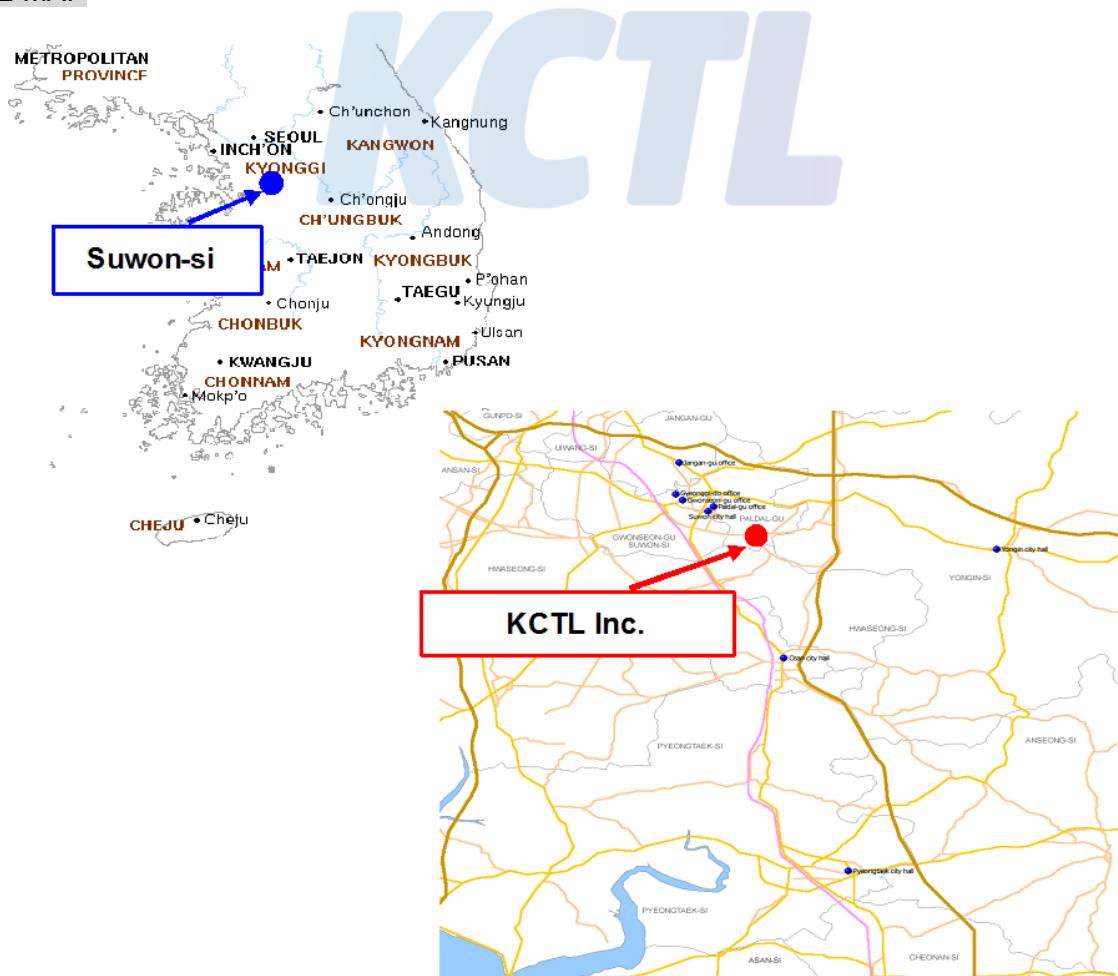 KCTL
METROPOLITAN
PROVINCE
Ch'unchon
Kangnung
SEOUL
KANGWON
INCH'ON
KYONGGI
Ch'ongju
CH'UNGBUK
Andong
Suwon-si
AM
TAEJON
KYONGBUK
P'ohan
TAEGU
Chonju
Kyungju
CHONBUK
Ulsan
KYONGNAM
KWANGJU
PUSAN
CHONNAM
Mokp'o
CHEJU
Cheju
GUNPO-SI
JANGAN-GU
UIWANG-SI
ANSAN-SI
Jangan-gu office
Gyeonggi-do office
Gwonseon-gu office
Paldal-gu office
Suwon city hall
PALDAL-GU
GWONSEON-GU
SUWON-SI
Yongin city hall
HWASEONG-SI
YONGIN-SI
KCTL Inc.
HWASEONG-SI
Osan city hall
PYEONGTAEK-SI
ANSEONG-SI
Pyeongtaek city hall
PYEONGTAEK-SI
ASAN-SI
CHEONAN-SI